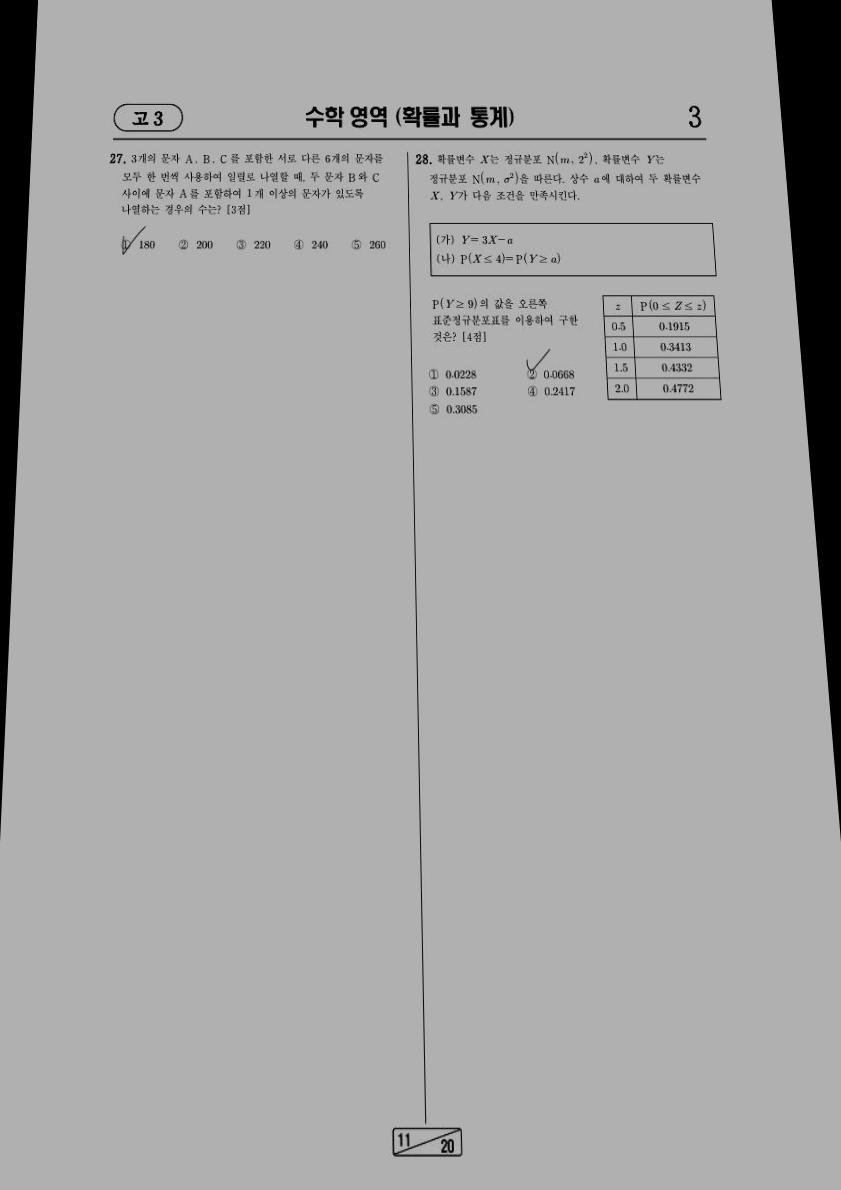 고 3
수학 영역 (확률과 통계)
3
27. 3개의 문자 A, B, C를 포함한 서로 다른 6개의 문자를
모두 한 번씩 사용하여 일렬로 나열할 때, 두 문자 B와 C
사이에 문자 A를 포함하여 1개 이상의 문자가 있도록
나열하는 경우의 수는? [3점]
① 180 ② 200 ③ 220 ④ 240 ⑤ 260
28. 확률변수 X는 정규분포 N(m, 2²), 확률변수 Y는
정규분포 N(m, σ²)을 따른다. 상수 a에 대하여 두 확률변수
X, Y가 다음 조건을 만족시킨다.
(가) Y = 3X - a
(나) P(X ≤ 4) = P(Y ≥ a)
P(Y ≥ 9)의 값을 오른쪽
표준정규분포표를 이용하여 구한
것은? [4점]
① 0.0228 ② 0.0668
③ 0.1587 ④ 0.2417
⑤ 0.3085
z P(0 ≤ Z ≤ z)
0.5 0.1915
1.0 0.3413
1.5 0.4332
2.0 0.4772
11
20